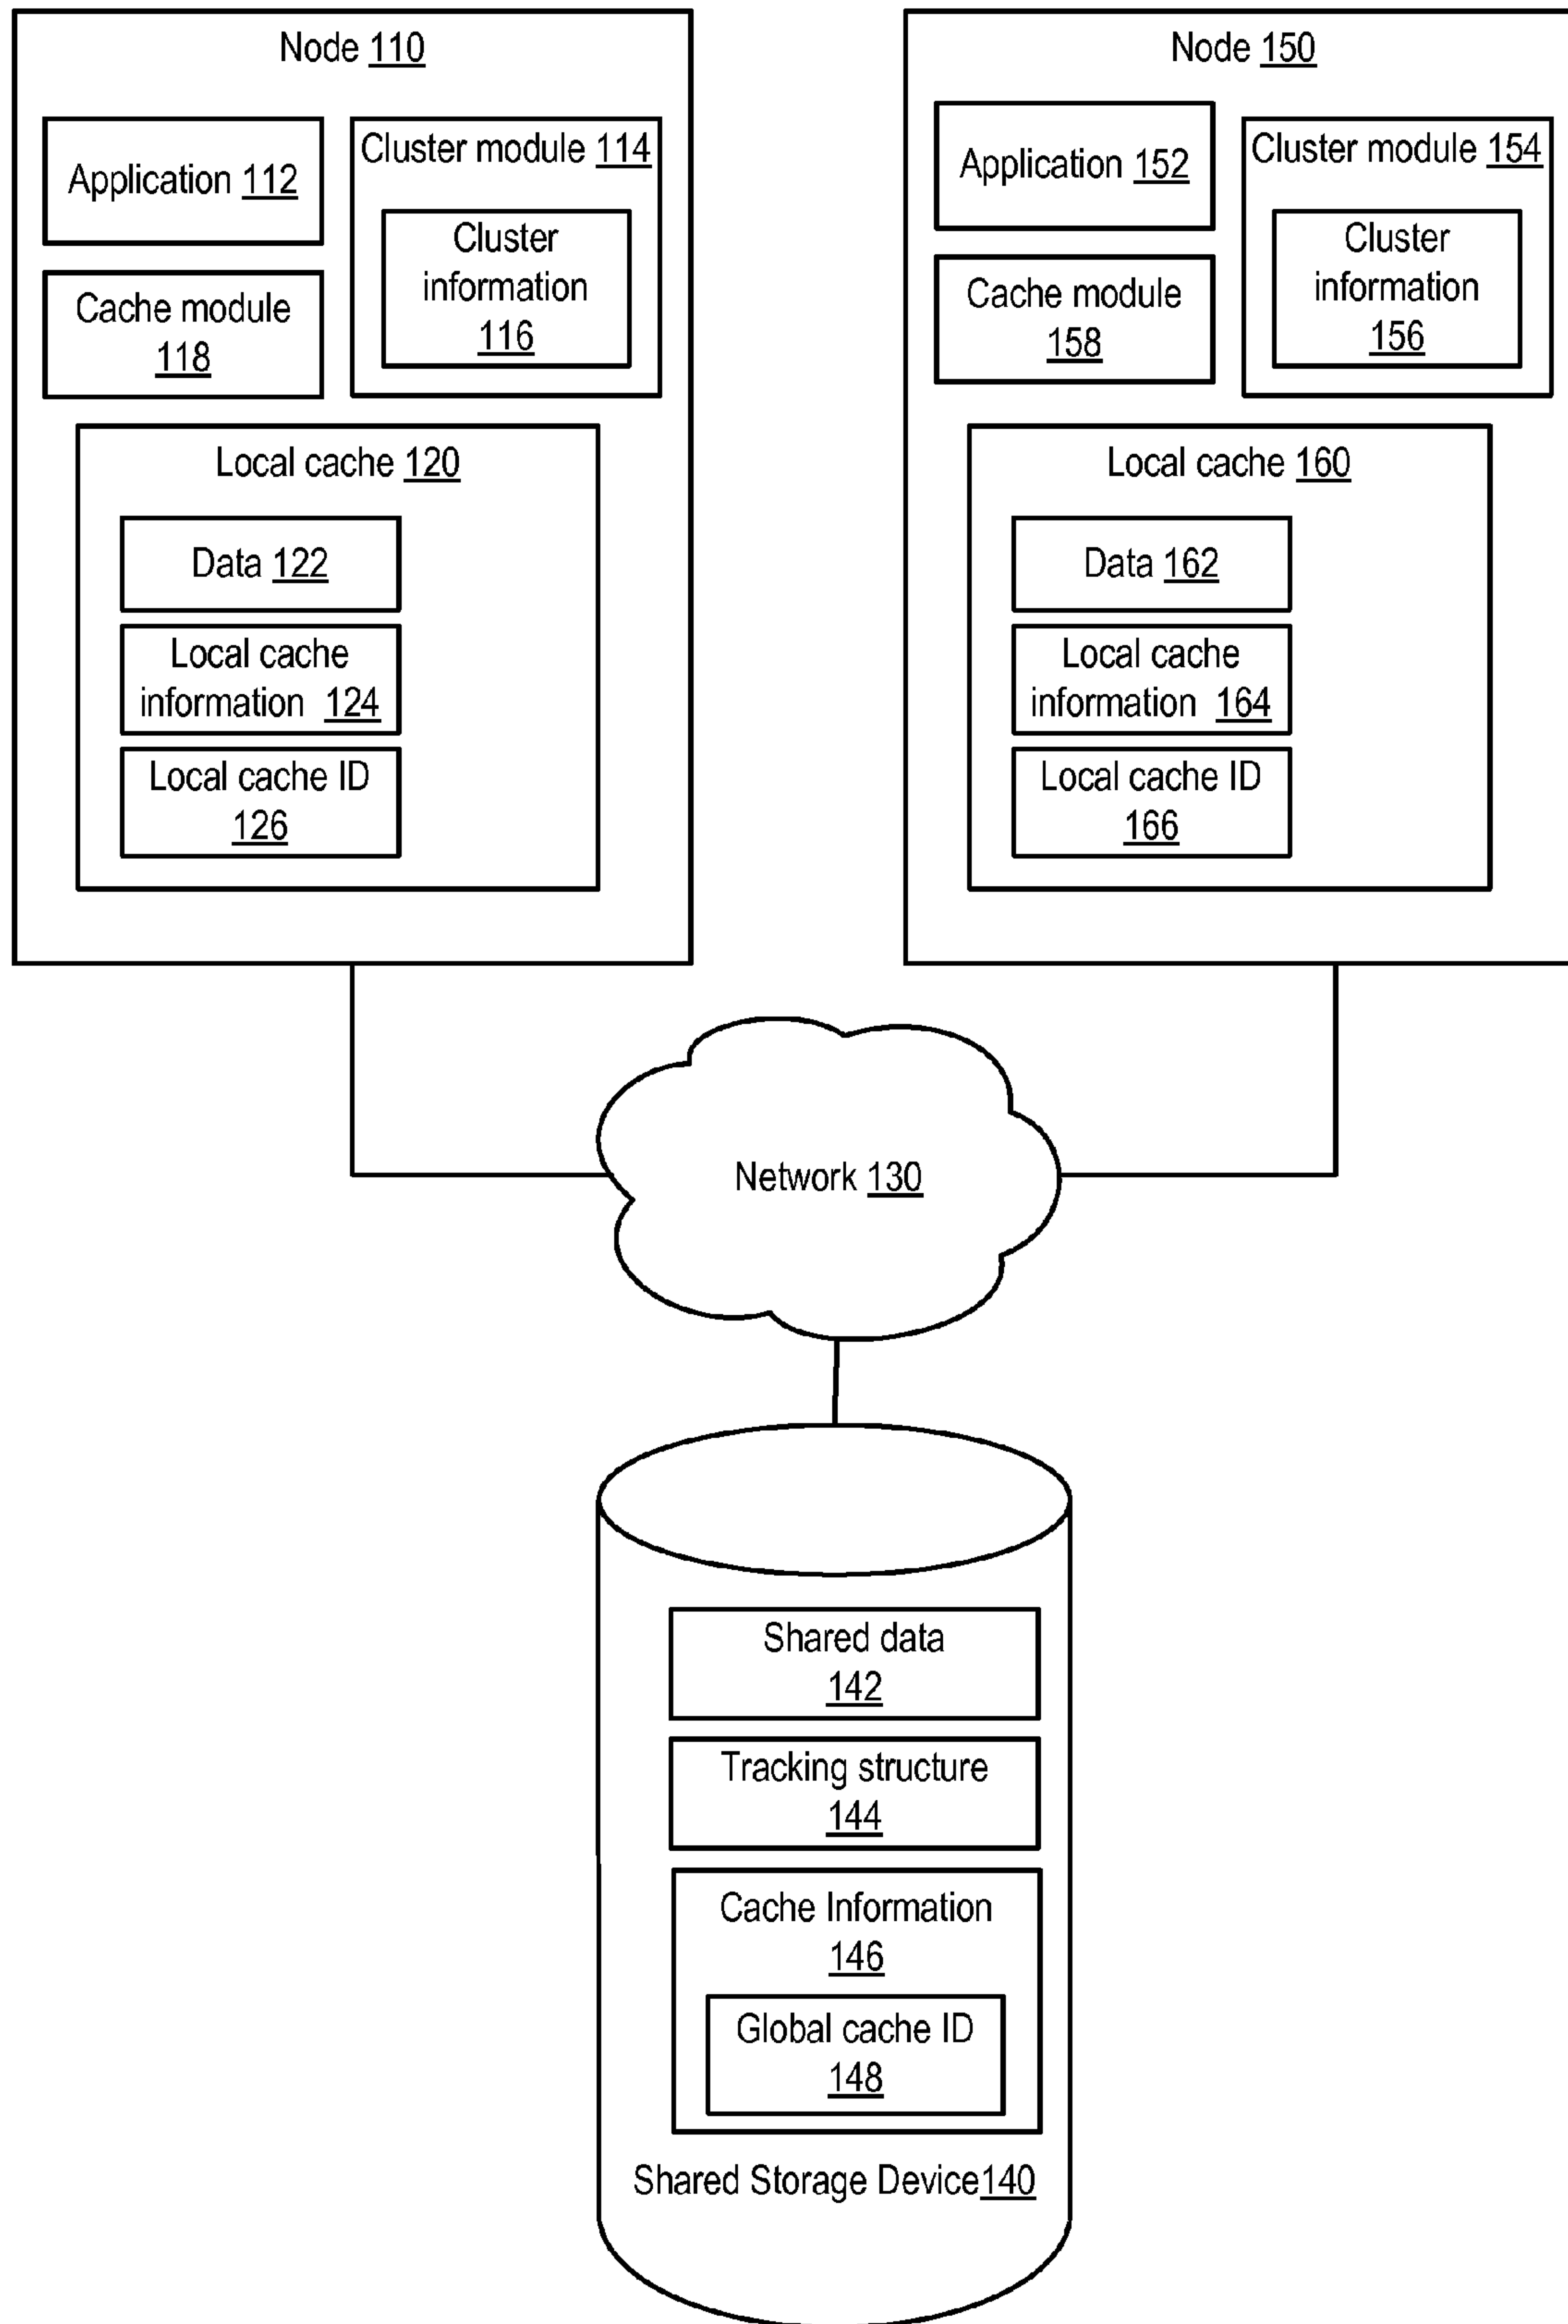 Node 110
Application 112
Cluster module 114
Cluster
information
116
Cache module
118
Local cache 120
Data 122
Local cache
information 124
Local cache ID
126
Node 150
Application 152
Cluster module 154
Cluster
information
156
Cache module
158
Local cache 160
Data 162
Local cache
information 164
Local cache ID
166
Network 130
Shared data
142
Tracking structure
144
Cache Information
146
Global cache ID
148
Shared Storage Device140